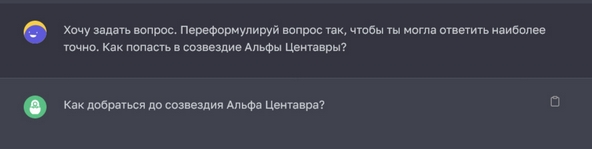 Хочу задать вопрос. Переформулируй вопрос так, чтобы ты могла ответить наиболее
точно. Как попасть в созвездие Альфы Центавры?
Как добраться до созвездия Альфа Центавра?